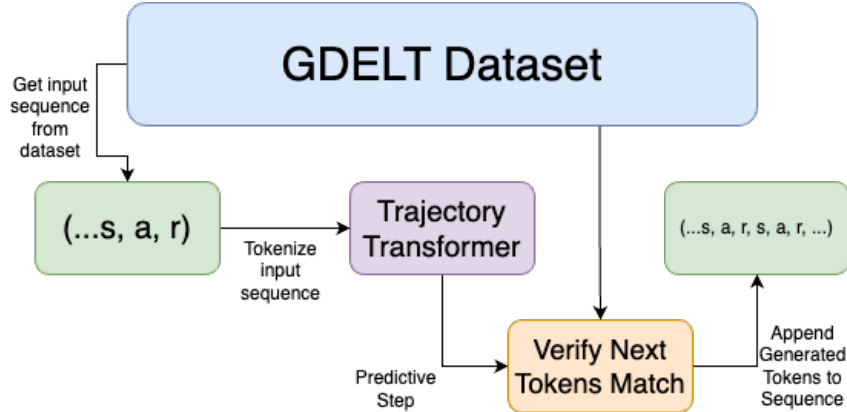 GDELT Dataset
Get input
sequence
from
dataset
(...s, a, r)
Tokenize
input
sequence
Trajectory
Transformer
Predictive
Step
Verify Next
Tokens Match
Append
Generated
Tokens to
Sequence
(...s, a, r, s, a, r, ...)